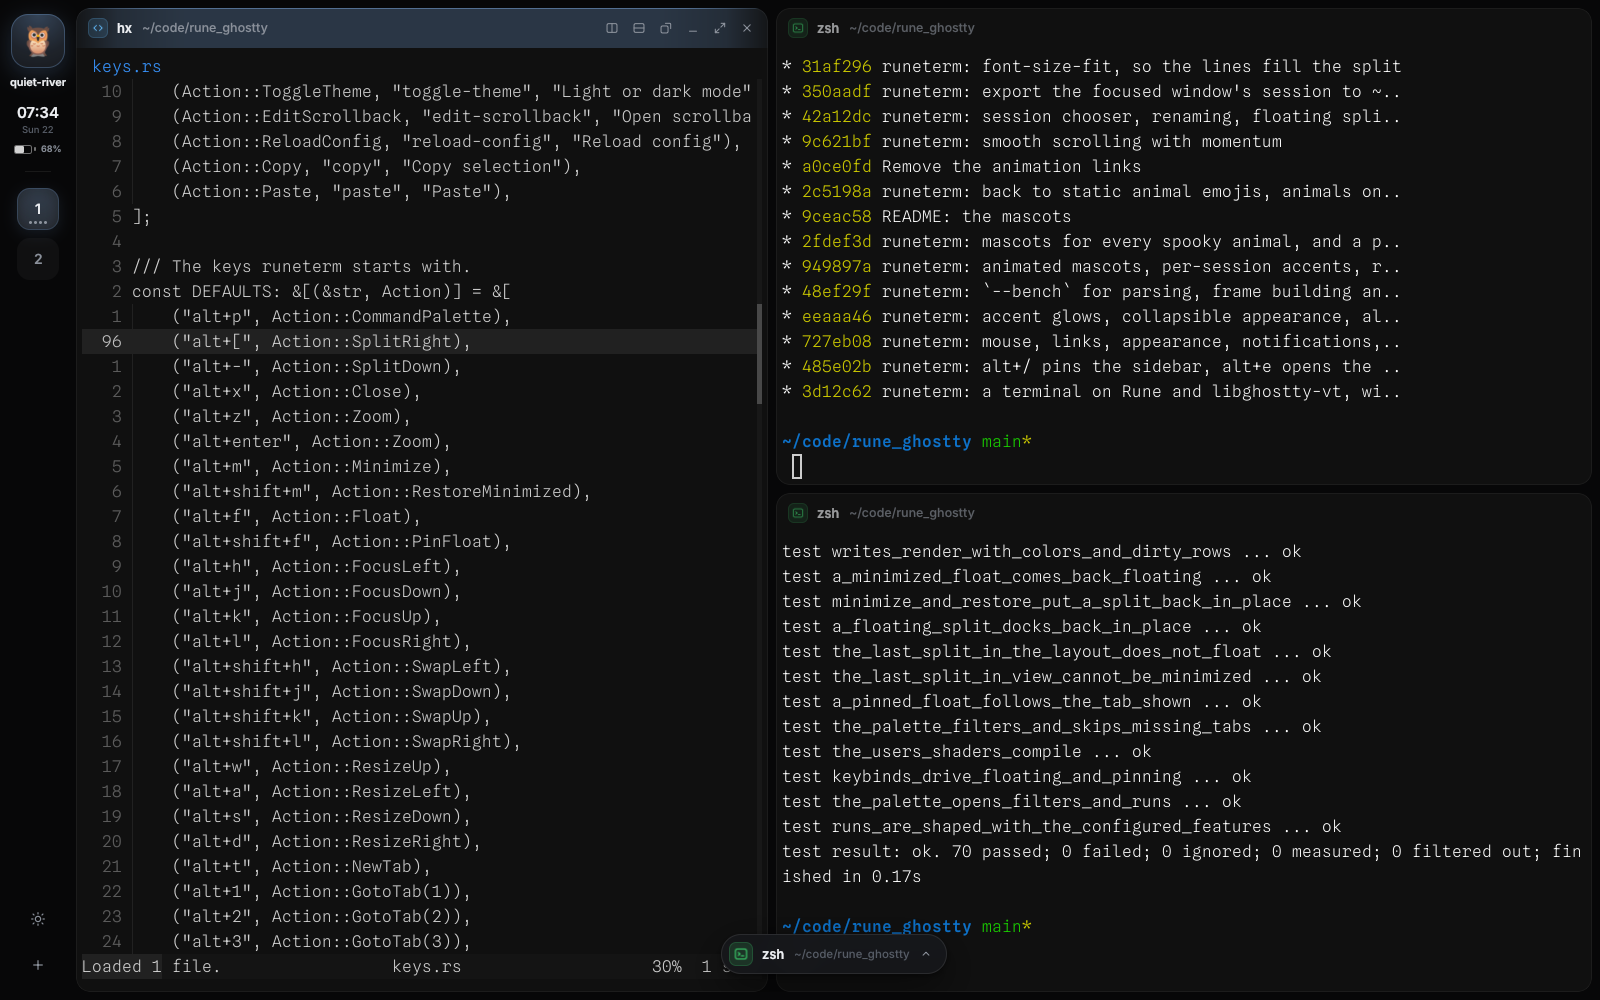 quiet-river
07:34
Sun 22
68%
1
2
hx ~/code/rune_ghostty
keys.rs
10 (Action::ToggleTheme, "toggle-theme", "Light or dark mode"
9 (Action::EditScrollback, "edit-scrollback", "Open scrollba
8 (Action::ReloadConfig, "reload-config", "Reload config"),
7 (Action::Copy, "copy", "Copy selection"),
6 (Action::Paste, "paste", "Paste"),
5 ];
4
3 /// The keys runeterm starts with.
2 const DEFAULTS: &[(&str, Action)] = &[
1 ("alt+p", Action::CommandPalette),
96 ("alt+[", Action::SplitRight),
1 ("alt+-", Action::SplitDown),
2 ("alt+x", Action::Close),
3 ("alt+z", Action::Zoom),
4 ("alt+enter", Action::Zoom),
5 ("alt+m", Action::Minimize),
6 ("alt+shift+m", Action::RestoreMinimized),
7 ("alt+f", Action::Float),
8 ("alt+shift+f", Action::PinFloat),
9 ("alt+h", Action::FocusLeft),
10 ("alt+j", Action::FocusDown),
11 ("alt+k", Action::FocusUp),
12 ("alt+l", Action::FocusRight),
13 ("alt+shift+h", Action::SwapLeft),
14 ("alt+shift+j", Action::SwapDown),
15 ("alt+shift+k", Action::SwapUp),
16 ("alt+shift+l", Action::SwapRight),
17 ("alt+w", Action::ResizeUp),
18 ("alt+a", Action::ResizeLeft),
19 ("alt+s", Action::ResizeDown),
20 ("alt+d", Action::ResizeRight),
21 ("alt+t", Action::NewTab),
22 ("alt+1", Action::GotoTab(1)),
23 ("alt+2", Action::GotoTab(2)),
24 ("alt+3", Action::GotoTab(3)),
Loaded 1 file. keys.rs 30% 1
zsh ~/code/rune_ghostty
* 31af296 runeterm: font-size-fit, so the lines fill the split
* 350aadf runeterm: export the focused window's session to ~..
* 42a12dc runeterm: session chooser, renaming, floating spli..
* 9c621bf runeterm: smooth scrolling with momentum
* a0ce0fd Remove the animation links
* 2c5198a runeterm: back to static animal emojis, animals on..
* 9ceac58 README: the mascots
* 2fdef3d runeterm: mascots for every spooky animal, and a p..
* 949897a runeterm: animated mascots, per-session accents, r..
* 48ef29f runeterm: `--bench` for parsing, frame building an..
* eeaaa46 runeterm: accent glows, collapsible appearance, al..
* 727eb08 runeterm: mouse, links, appearance, notifications,..
* 485e02b runeterm: alt+/ pins the sidebar, alt+e opens the ..
* 3d12c62 runeterm: a terminal on Rune and libghostty-vt, wi..
~/code/rune_ghostty main*
zsh ~/code/rune_ghostty
test writes_render_with_colors_and_dirty_rows ... ok
test a_minimized_float_comes_back_floating ... ok
test minimize_and_restore_put_a_split_back_in_place ... ok
test a_floating_split_docks_back_in_place ... ok
test the_last_split_in_the_layout_does_not_float ... ok
test the_last_split_in_view_cannot_be_minimized ... ok
test a_pinned_float_follows_the_tab_shown ... ok
test the_palette_filters_and_skips_missing_tabs ... ok
test the_users_shaders_compile ... ok
test keybinds_drive_floating_and_pinning ... ok
test the_palette_opens_filters_and_runs ... ok
test runs_are_shaped_with_the_configured_features ... ok
test result: ok. 70 passed; 0 failed; 0 ignored; 0 measured; 0 filtered out; fin
ished in 0.17s
~/code/rune_ghostty main*
zsh ~/code/rune_ghostty